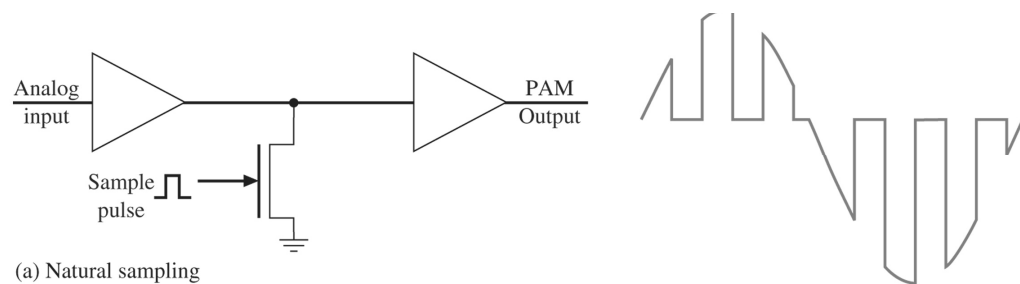 Analog
input
PAM
Output
Sample
pulse
(a) Natural sampling